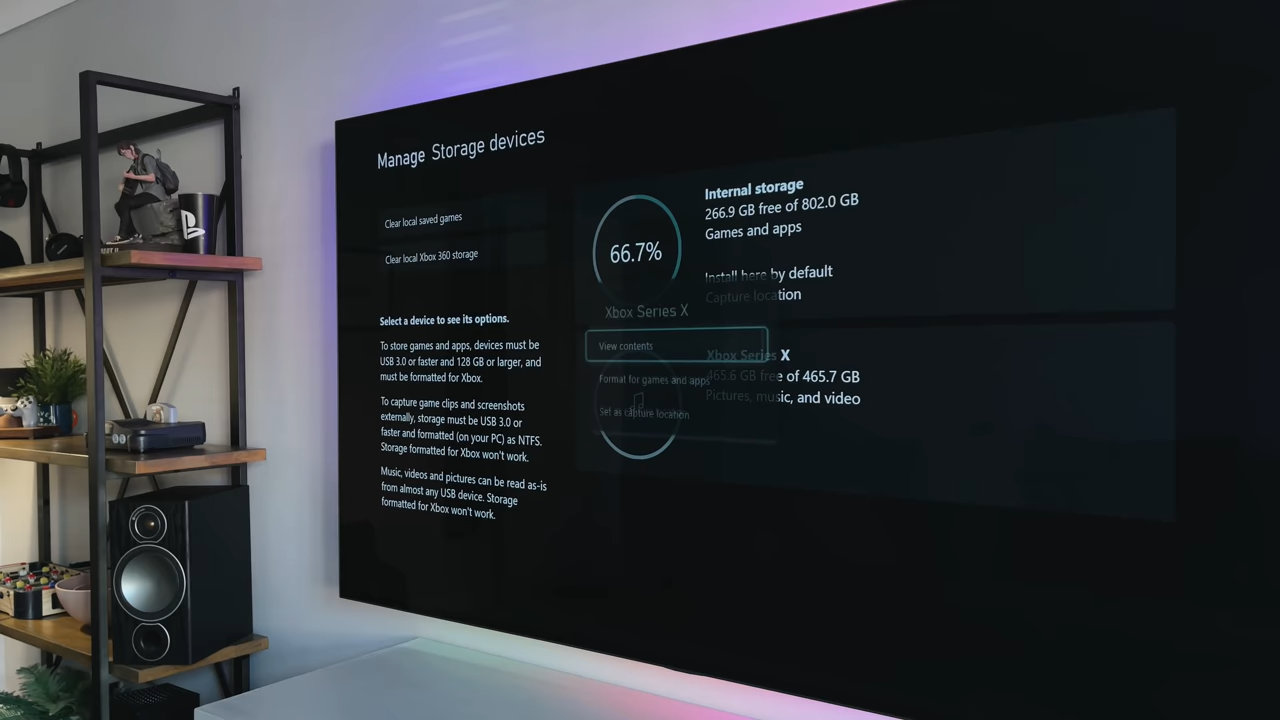 Manage Storage devices
Clear local saved games
Clear local Xbox 360 storage
Select a device to see its options.
To store games and apps, devices must be
USB 3.0 or faster and 128 GB or larger, and
must be formatted for Xbox.
To capture game clips and screenshots
externally, storage must be USB 3.0 or
faster and formatted (on your PC) as NTFS.
Storage formatted for Xbox won't work.
Music, videos and pictures can be read as-is
from almost any USB device. Storage
formatted for Xbox won't work.
66.7%
Internal storage
266.9 GB free of 802.0 GB
Games and apps
Install here by default
Capture location
Xbox Series X
View contents
Format for games and apps
Set as capture location
Xbox Series X
465.6 GB free of 465.7 GB
Pictures, music, and video